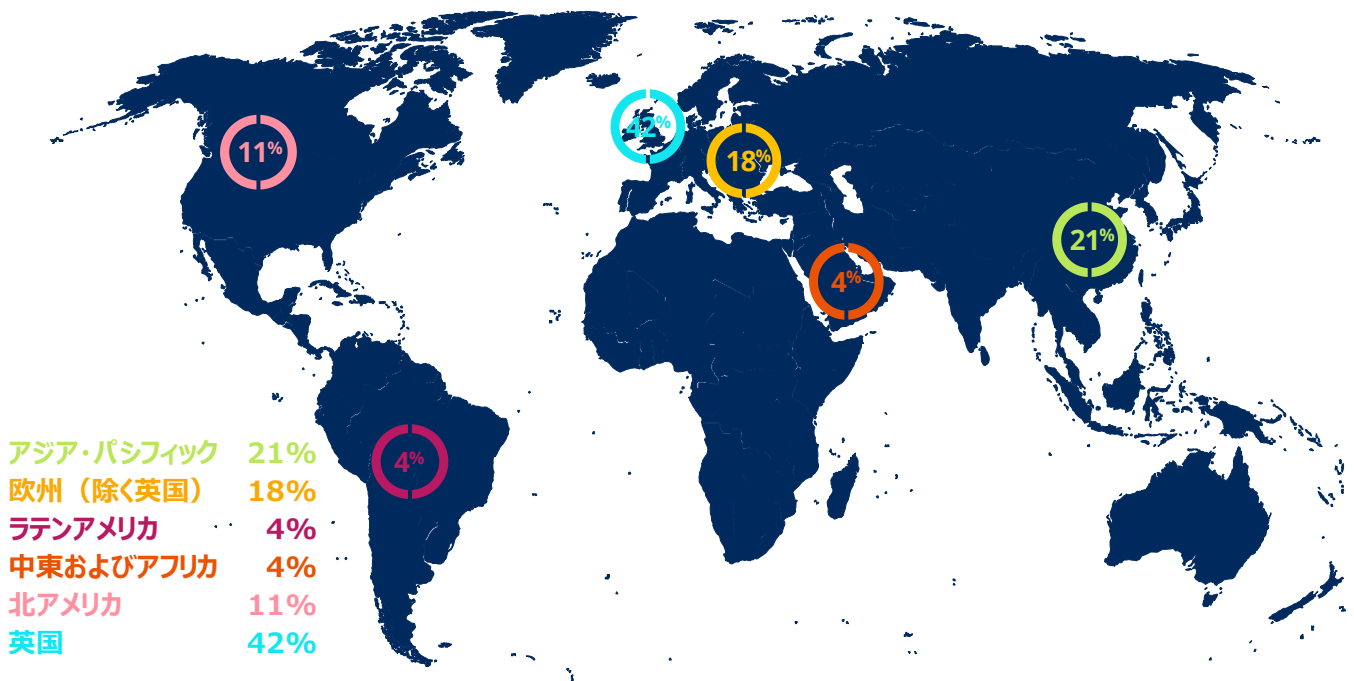 42%
11%
18%
21%
4%
4%
アジア・パシフィック 21%
欧州（除く英国） 18%
ラテンアメリカ 4%
中東およびアフリカ 4%
北アメリカ 11%
英国 42%